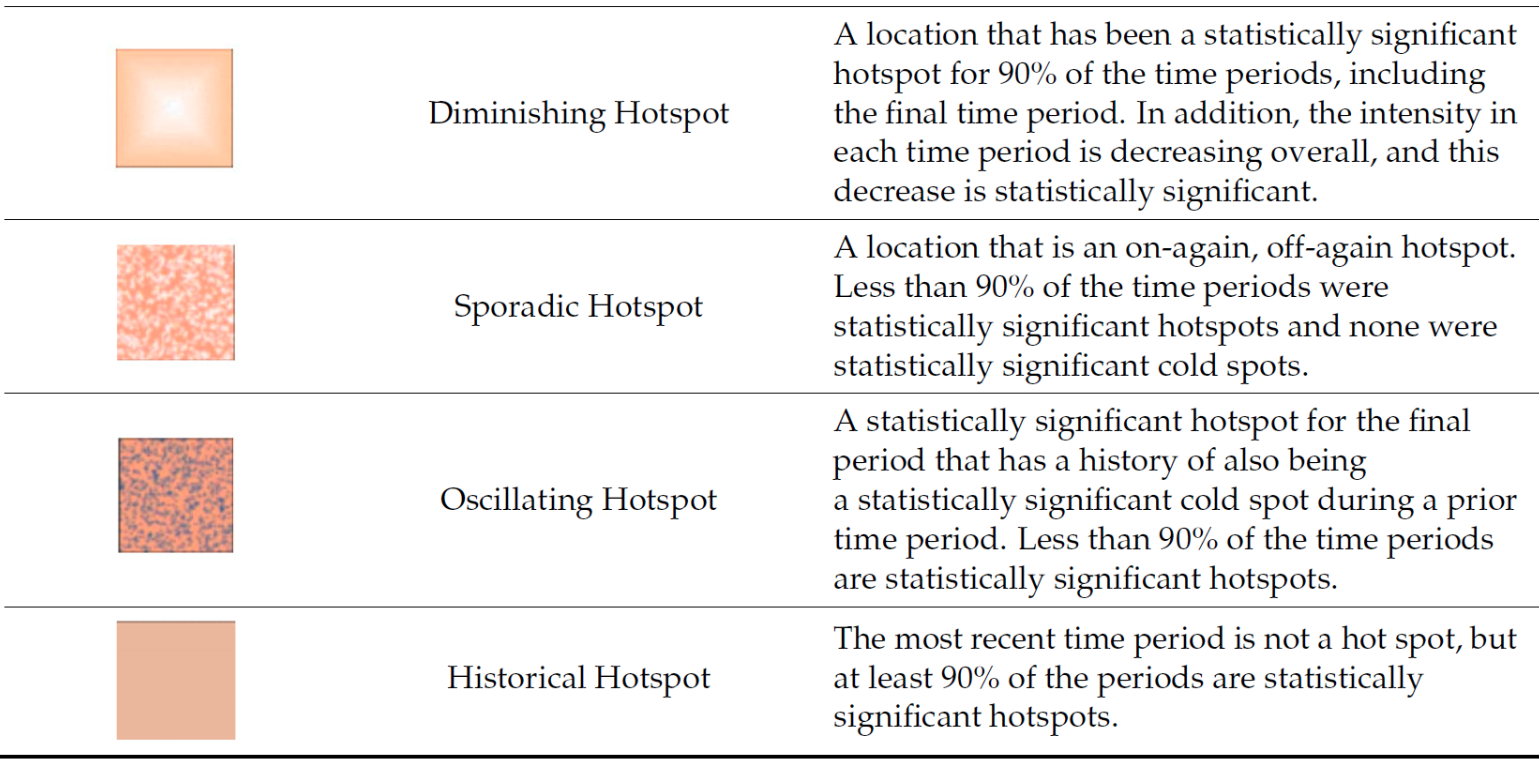 Diminishing Hotspot
A location that has been a statistically significant
hotspot for 90% of the time periods, including
the final time period. In addition, the intensity in
each time period is decreasing overall, and this
decrease is statistically significant.
Sporadic Hotspot
A location that is an on-again, off-again hotspot.
Less than 90% of the time periods were
statistically significant hotspots and none were
statistically significant cold spots.
Oscillating Hotspot
A statistically significant hotspot for the final
period that has a history of also being
a statistically significant cold spot during a prior
time period. Less than 90% of the time periods
are statistically significant hotspots.
Historical Hotspot
The most recent time period is not a hot spot, but
at least 90% of the periods are statistically
significant hotspots.